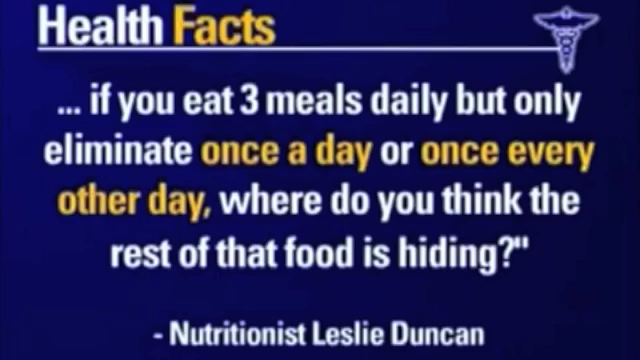 Health Facts
... if you eat 3 meals daily but only
eliminate once a day or once every
other day, where do you think the
rest of that food is hiding?"
- Nutritionist Leslie Duncan